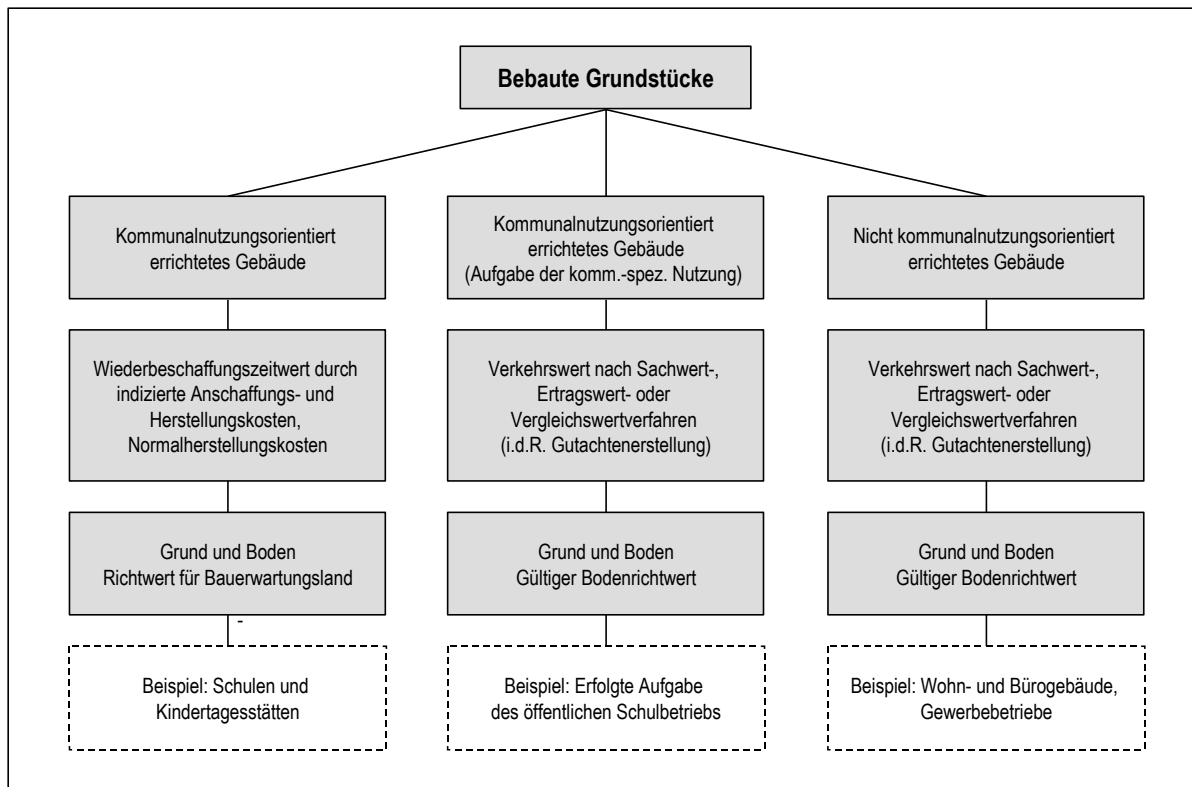 Bebaute Grundstücke
Kommunalnutzungsorientiert
errichtetes Gebäude
Kommunalnutzungsorientiert
errichtetes Gebäude
(Aufgabe der komm.-spez. Nutzung)
Nicht kommunalnutzungsorientiert
errichtetes Gebäude
Wiederbeschaffungszeitwert durch
indizierte Anschaffungs- und
Herstellungskosten,
Normalherstellungskosten
Verkehrswert nach Sachwert-,
Ertragswert- oder
Vergleichswertverfahren
(i.d.R. Gutachtenerstellung)
Verkehrswert nach Sachwert-,
Ertragswert- oder
Vergleichswertverfahren
(i.d.R. Gutachtenerstellung)
Grund und Boden
Richtwert für Bauerwartungsland
-
Grund und Boden
Gültiger Bodenrichtwert
Grund und Boden
Gültiger Bodenrichtwert
Beispiel: Schulen und
Kindertagesstätten
Beispiel: Erfolgte Aufgabe
des öffentlichen Schulbetriebs
Beispiel: Wohn- und Bürogebäude,
Gewerbebetriebe